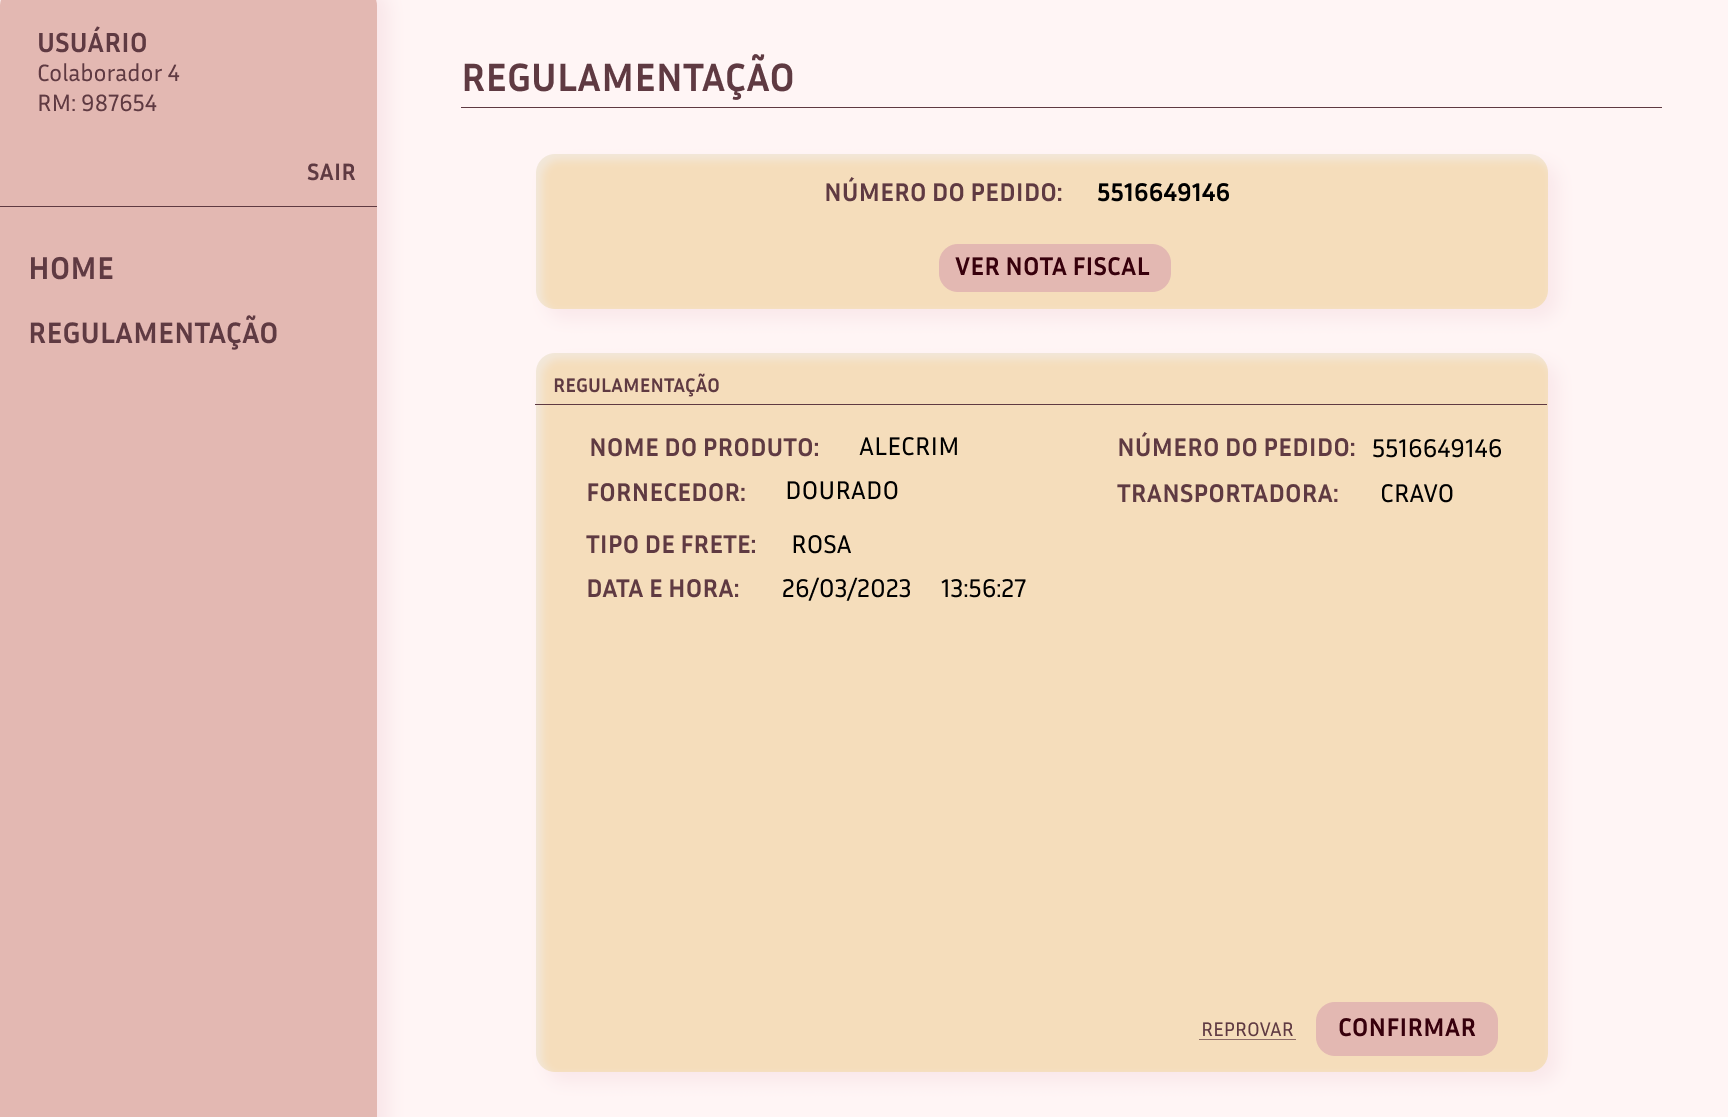 USUÁRIO
Colaborador 4
RM: 987654
SAIR
HOME
REGULAMENTAÇÃO
REGULAMENTAÇÃO
NÚMERO DO PEDIDO: 5516649146
VER NOTA FISCAL
REGULAMENTAÇÃO
NOME DO PRODUTO: ALECRIM NÚMERO DO PEDIDO: 5516649146
FORNECEDOR: DOURADO TRANSPORTADORA: CRAVO
TIPO DE FRETE: ROSA
DATA E HORA: 26/03/2023 13:56:27
REPROVAR CONFIRMAR